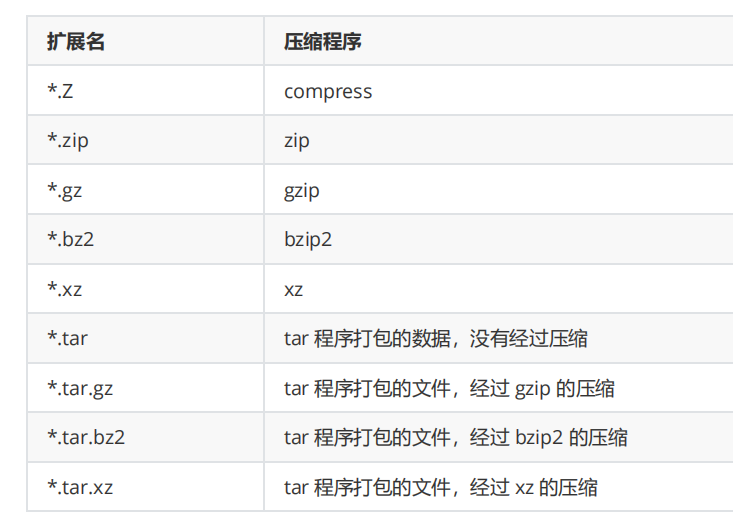 扩展名 压缩程序
*.Z compress
*.zip zip
*.gz gzip
*.bz2 bzip2
*.xz xz
*.tar tar 程序打包的数据，没有经过压缩
*.tar.gz tar 程序打包的文件，经过 gzip 的压缩
*.tar.bz2 tar 程序打包的文件，经过 bzip2 的压缩
*.tar.xz tar 程序打包的文件，经过 xz 的压缩